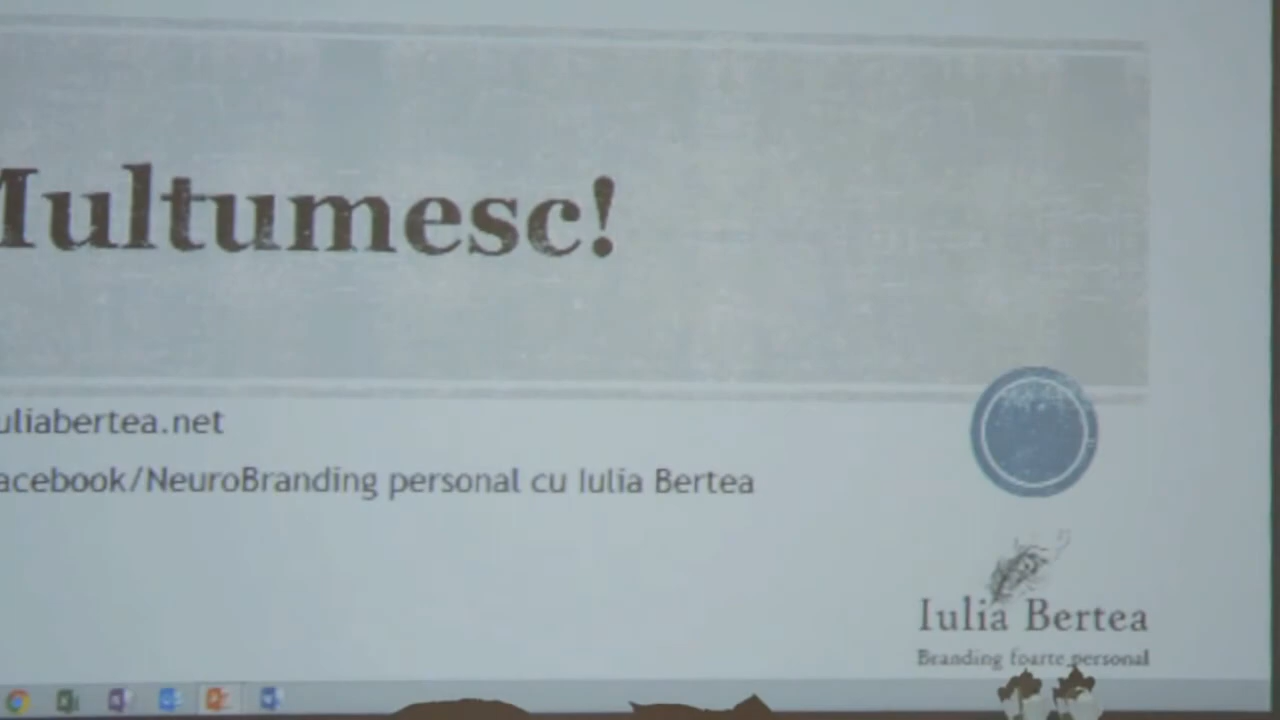 Multumesc!
uliabertea.net
acebook/NeuroBranding personal cu Iulia Bertea
Iulia Bertea
Branding foarte personal